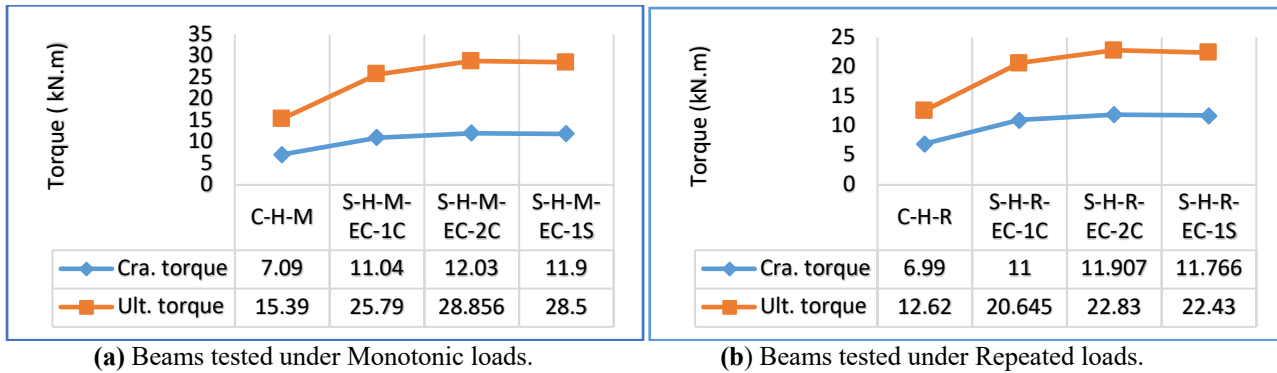 Torque ( kN.m)
35
30
25
20
15
10
5
0
C-H-M S-H-M-EC-1C S-H-M-EC-2C S-H-M-EC-1S
Cra. torque 7.09 11.04 12.03 11.9
Ult. torque 15.39 25.79 28.856 28.5
(a) Beams tested under Monotonic loads.
Torque (kN.m)
25
20
15
10
5
0
C-H-R S-H-R-EC-1C S-H-R-EC-2C S-H-R-EC-1S
Cra. torque 6.99 11 11.907 11.766
Ult. torque 12.62 20.645 22.83 22.43
(b) Beams tested under Repeated loads.